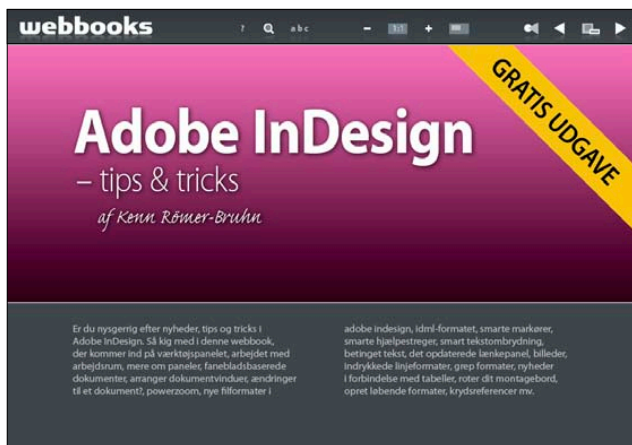 webbooks
? abc 1:1
GRATIS UDGAVE
Adobe InDesign
– tips & tricks
af Kenn Römer-Bruhn
Er du nysgerrig efter nyheder, tips og tricks i
Adobe InDesign. Så kig med i denne webbook,
der kommer ind på værktøjspanelet, arbejdet med
arbejdsrum, mere om paneler, fanebladsbaserede
dokumenter, arranger dokumentvinduer, ændringer
til et dokument?, powerzoom, nye filformater i
adobe indesign, idml-formatet, smarte markører,
smarte hjælpestreger, smart tekstombrydning,
betinget tekst, det opdaterede lænkepanel, billeder,
indrykkede linjeformater, grep formater, nyheder
i forbindelse med tabeller, roter dit montagebord,
opret løbende formater, krydsreferencer mv.